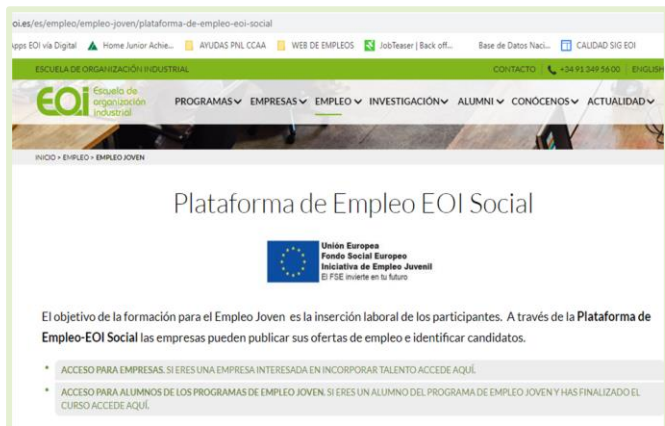 oi.es/es/empleo/empleo-joven/plataforma-de-empleo-eoi-social
Apps EOI vía Digital Home Junior Achie... AYUDAS PNL CCAA WEB DE EMPLEOS JobTeaser | Back off... Base de Datos Naci... CALIDAD SIG EOI
ESCUELA DE ORGANIZACIÓN INDUSTRIAL CONTACTO +34 91 349 56 00 ENGLISH
EOI Escuela de
organización
industrial
PROGRAMAS EMPRESAS EMPLEO INVESTIGACIÓN ALUMNI CONÓCENOS ACTUALIDAD
INICIO > EMPLEO > EMPLEO JOVEN
Plataforma de Empleo EOI Social
Unión Europea
Fondo Social Europeo
Iniciativa de Empleo Juvenil
El FSE invierte en tu futuro
El objetivo de la formación para el Empleo Joven es la inserción laboral de los participantes. A través de la Plataforma de
Empleo-EOI Social las empresas pueden publicar sus ofertas de empleo e identificar candidatos.
* ACCESO PARA EMPRESAS. SI ERES UNA EMPRESA INTERESADA EN INCORPORAR TALENTO ACCEDE AQUÍ.
* ACCESO PARA ALUMNOS DE LOS PROGRAMAS DE EMPLEO JOVEN. SI ERES UN ALUMNO DEL PROGRAMA DE EMPLEO JOVEN Y HAS FINALIZADO EL
CURSO ACCEDE AQUÍ.